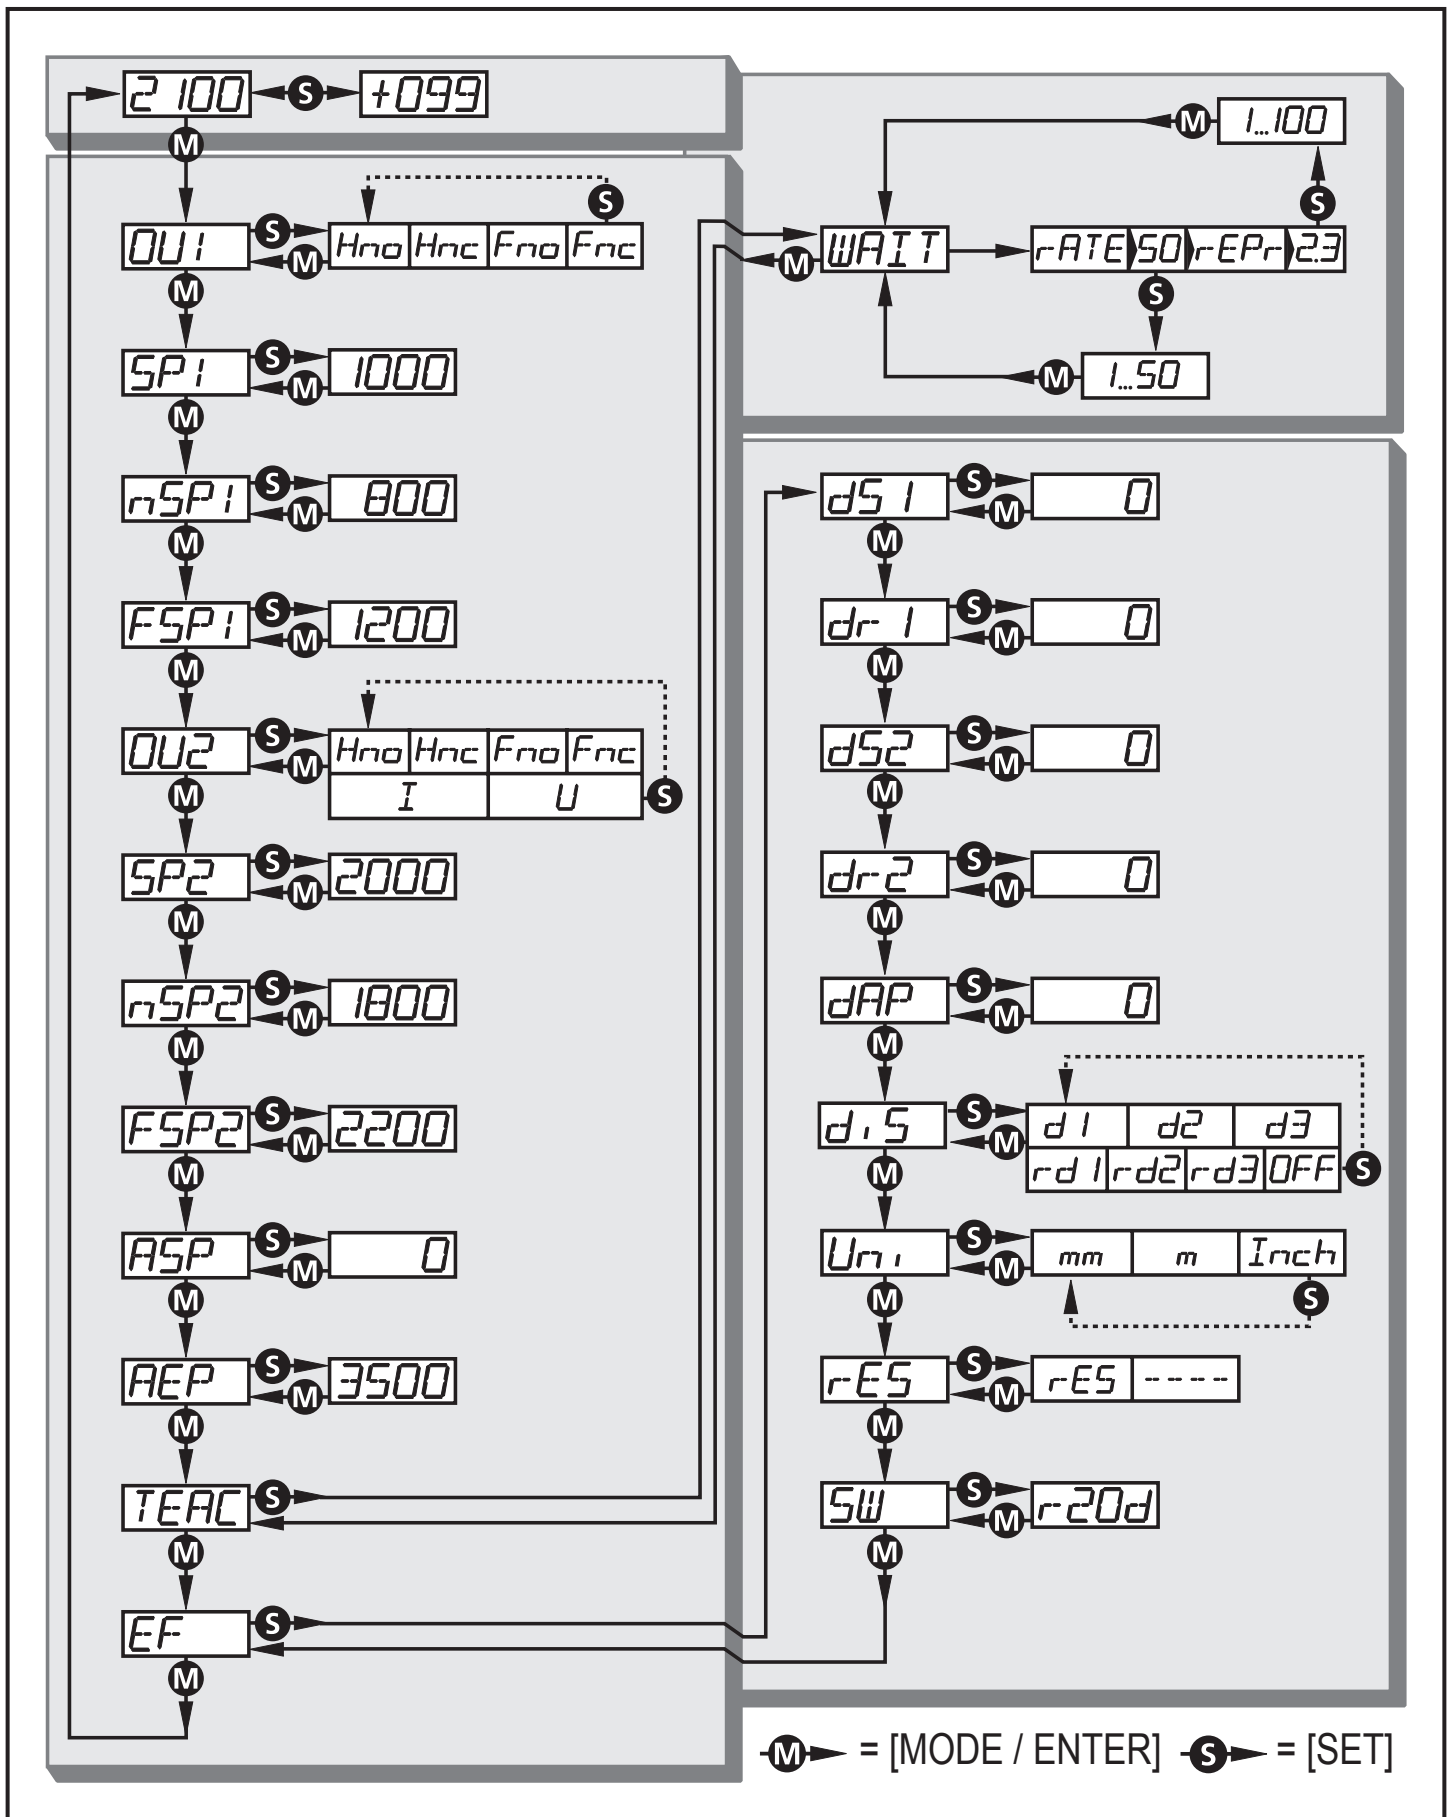 2100 S +099
M
OU1 S M Hno Hnc Fno Fnc S
M
SP1 S M 1000
M
nSP1 S M 800
M
FSP1 S M 1200
M
OU2 S M Hno Hnc Fno Fnc
I U S
M
SP2 S M 2000
M
nSP2 S M 1800
M
FSP2 S M 2200
M
ASP S M 0
M
AEP S M 3500
M
TEAC S
M
EF S
M
M 1...100
S
M WAIT rATE 50 rEPr 2.3
S
M 1...50
dS1 S M 0
M
dr1 S M 0
M
dS2 S M 0
M
dr2 S M 0
M
dAP S M 0
M
diS S M d1 d2 d3
rd1 rd2 rd3 OFF S
M
Uni S M mm m Inch
S
M
rES S M rES ----
M
SW S M r20d
M
M = [MODE / ENTER] S = [SET]